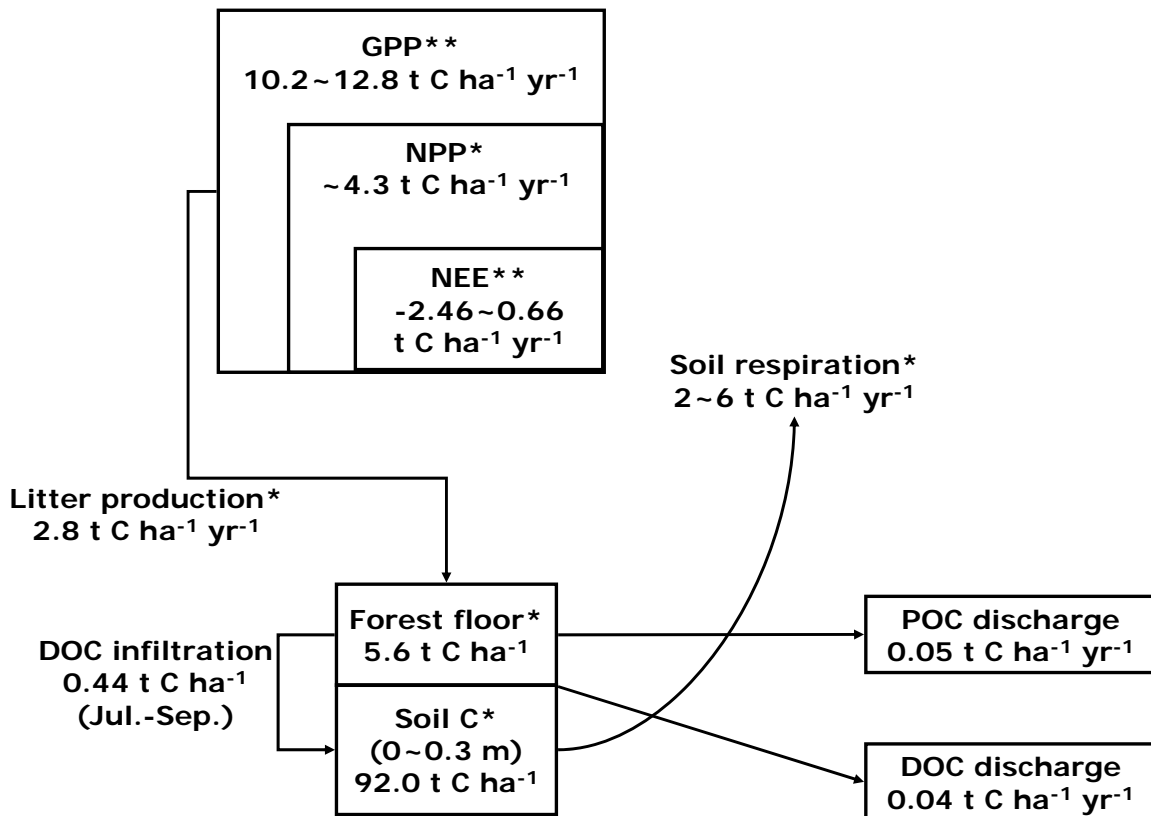 GPP**
10.2~12.8 t C ha⁻¹ yr⁻¹
NPP*
~4.3 t C ha⁻¹ yr⁻¹
NEE**
-2.46~0.66
t C ha⁻¹ yr⁻¹
Soil respiration*
2~6 t C ha⁻¹ yr⁻¹
Litter production*
2.8 t C ha⁻¹ yr⁻¹
Forest floor*
5.6 t C ha⁻¹
POC discharge
0.05 t C ha⁻¹ yr⁻¹
DOC infiltration
0.44 t C ha⁻¹
(Jul.-Sep.)
Soil C*
(0~0.3 m)
92.0 t C ha⁻¹
DOC discharge
0.04 t C ha⁻¹ yr⁻¹